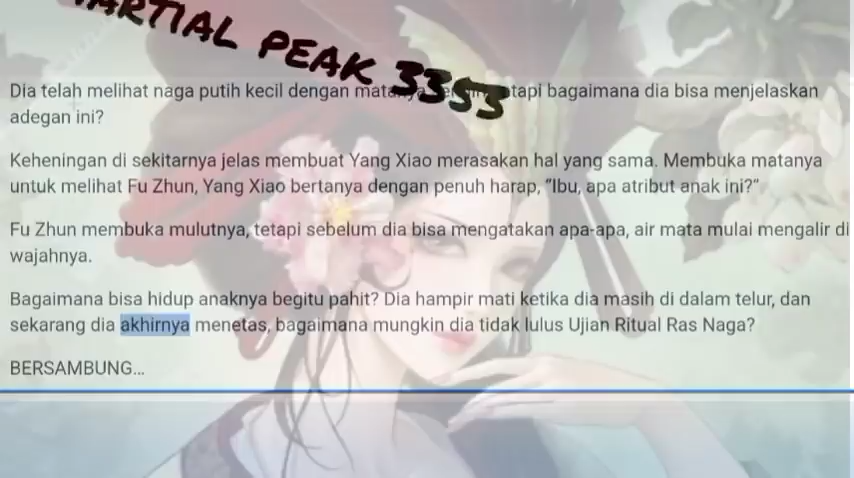 MARTIAL PEAK 3353
Dia telah melihat naga putih kecil dengan tetapi bagaimana dia bisa menjelaskan
adegan ini?
Keheningan di sekitarnya jelas membuat Yang Xiao merasakan hal yang sama. Membuka matanya
untuk melihat Fu Zhun, Yang Xiao bertanya dengan penuh harap, “Ibu, apa atribut anak ini?”
Fu Zhun membuka mulutnya, tetapi sebelum dia bisa mengatakan apa-apa, air mata mulai mengalir di
wajahnya.
Bagaimana bisa hidup anaknya begitu pahit? Dia hampir mati ketika dia masih di dalam telur, dan
sekarang dia akhirnya menetas, bagaimana mungkin dia tidak lulus Ujian Ritual Ras Naga?
BERSAMBUNG...